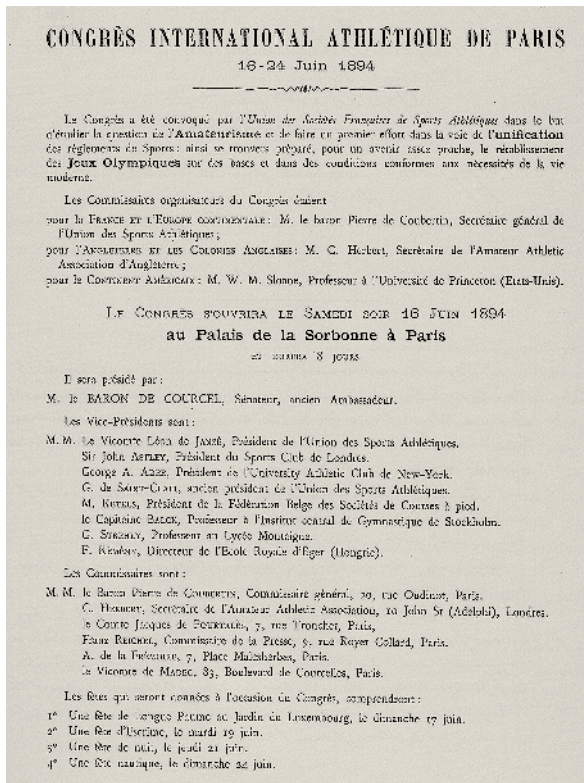 CONGRÈS INTERNATIONAL ATHLÉTIQUE DE PARIS
16-24 Juin 1894
Le Congrès a été convoqué par l'Union des Sociétés Françaises de Sports Athlétiques dans le but
d'étudier la question de l'Amateurisme et de faire un premier effort dans la voie de l'unification
des règlements de Sports : ainsi se trouvera préparé, pour un avenir assez proche, le rétablissement
des Jeux Olympiques sur des bases et dans des conditions conformes aux nécessités de la vie
moderne.
Les Commissaires organisateurs du Congrès étaient
pour la FRANCE ET L'EUROPE CONTINENTALE : M. le baron Pierre de Coubertin, Secrétaire général de
l'Union des Sports Athlétiques ;
pour l'ANGLETERRE ET LES COLONIES ANGLAISES : M. C. Herbert, Secrétaire de l'Amateur Athletic
Association d'Angleterre ;
pour le CONTINENT AMÉRICAIN : M. W. M. Sloane, Professeur à l'Université de Princeton (Etats-Unis).
LE CONGRÈS S'OUVRIRA LE SAMEDI SOIR 16 JUIN 1894
au Palais de la Sorbonne à Paris
ET DURERA 8 JOURS
Il sera présidé par :
M. le BARON DE COURCEL, Sénateur, ancien Ambassadeur.
Les Vice-Présidents sont :
M. M. Le Vicomte Léon de JANZÉ, Président de l'Union des Sports Athlétiques.
Sir John ASTLEY, Président du Sports Club de Londres.
George A. ADEE, Président de l'University Athletic Club de New-York.
G. de SAINT-CLAIR, ancien président de l'Union des Sports Athlétiques.
M. KETELS, Président de la Fédération Belge des Sociétés de Courses à pied.
le Capitaine BALCK, Professeur à l'Institut central de Gymnastique de Stockholm.
G. STREHLY, Professeur au Lycée Montaigne.
F. KEMÉNY, Directeur de l'Ecole Royale d'Eger (Hongrie).
Les Commissaires sont :
M. M. le Baron Pierre de COUBERTIN, Commissaire général, 20, rue Oudinot, Paris.
C. HERBERT, Secrétaire de l'Amateur Athletic Association, 10 John St (Adelphi), Londres.
le Comte Jacques de POURTALÈS, 7, rue Tronchet, Paris,
Franz REICHEL, Commissaire de la Presse, 9, rue Royer Collard, Paris.
A. de la FRÉMOIRE, 7, Place Malesherbes, Paris.
le Vicomte de MADEC, 83, Boulevard de Courcelles, Paris.
Les fêtes qui seront données à l'occasion du Congrès, comprendront :
1° Une fête de Longue Paume au Jardin du Luxembourg, le dimanche 17 juin.
2° Une fête d'Escrime, le mardi 19 juin.
3° Une fête de nuit, le jeudi 21 juin.
4° Une fête nautique, le dimanche 24 juin.